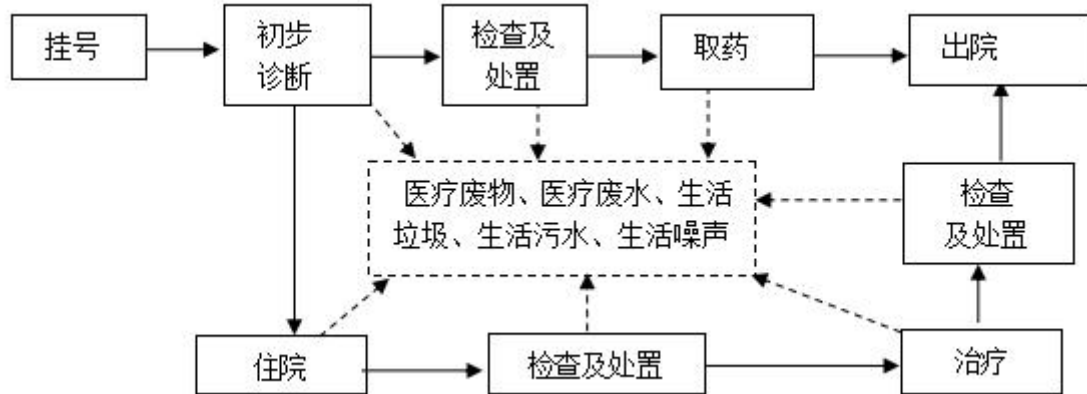 挂号
初步
诊断
检查及
处置
取药
出院
医疗废物、医疗废水、生活
垃圾、生活污水、生活噪声
检查
及处置
住院
检查及处置
治疗